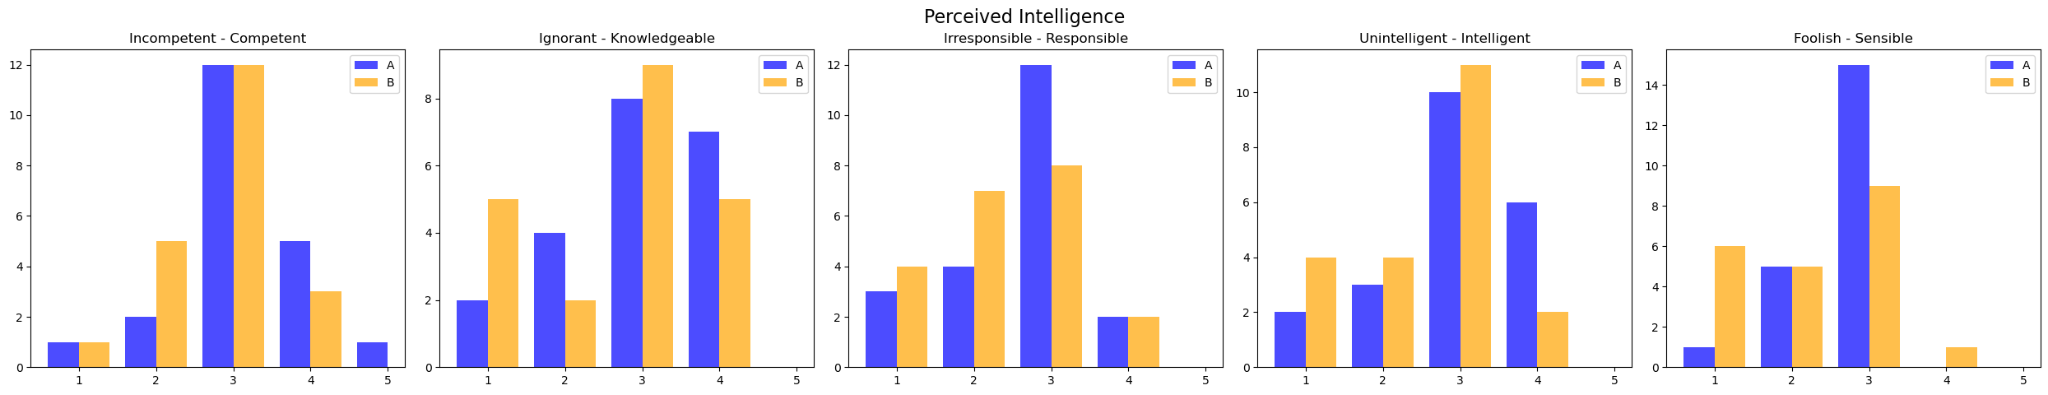 Perceived Intelligence
Incompetent - Competent
A
B
0
2
4
6
8
10
12
1 2 3 4 5
Ignorant - Knowledgeable
A
B
0
2
4
6
8
1 2 3 4 5
Irresponsible - Responsible
A
B
0
2
4
6
8
10
12
1 2 3 4 5
Unintelligent - Intelligent
A
B
0
2
4
6
8
10
1 2 3 4 5
Foolish - Sensible
A
B
0
2
4
6
8
10
12
14
1 2 3 4 5